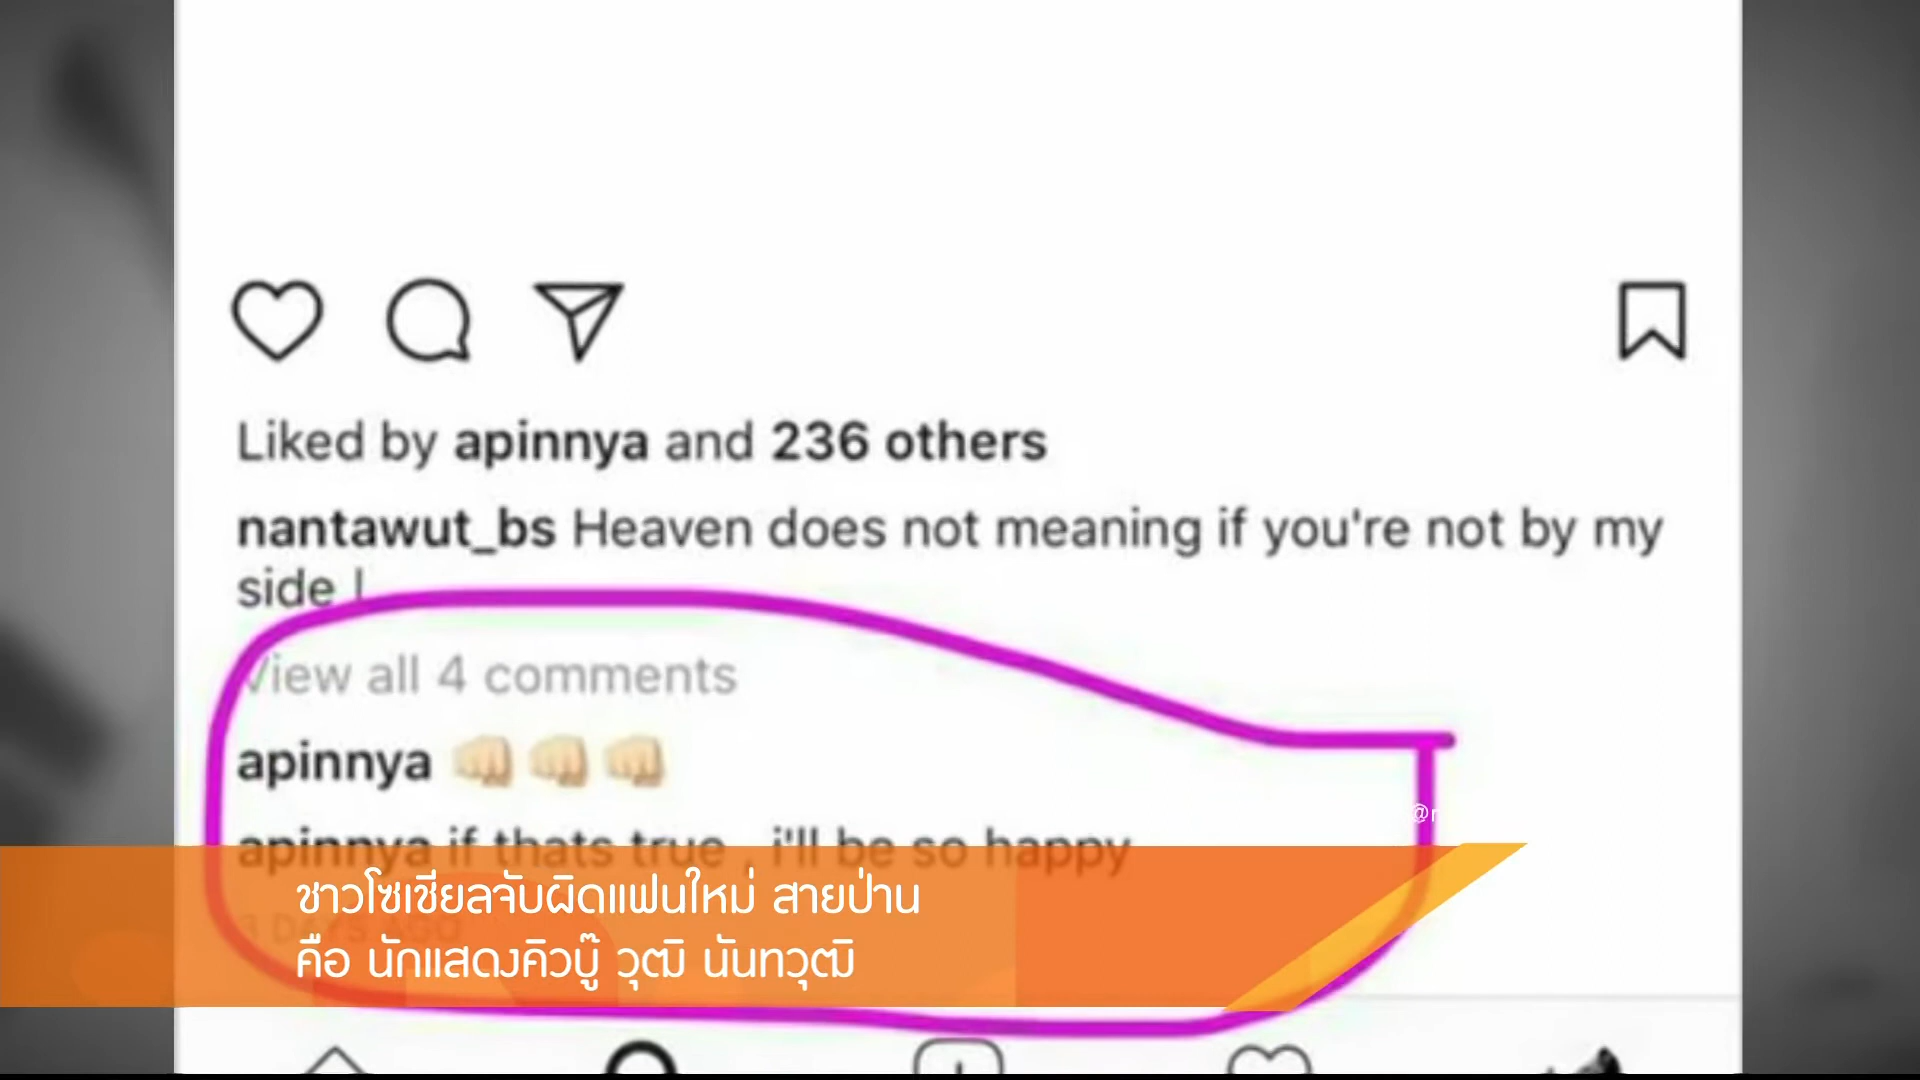 Liked by apinnya and 236 others
nantawut_bs Heaven does not meaning if you're not by my
side !
View all 4 comments
apinnya 👊🏻👊🏻👊🏻
@r
apinnya if thats true , i'll be so happy
ชาวโซเชียลจับผิดแฟนใหม่ สายป่าน
3 DAYS AGO
คือ นักแสดงคิวบู๊ วุฒิ นันทวุฒิ